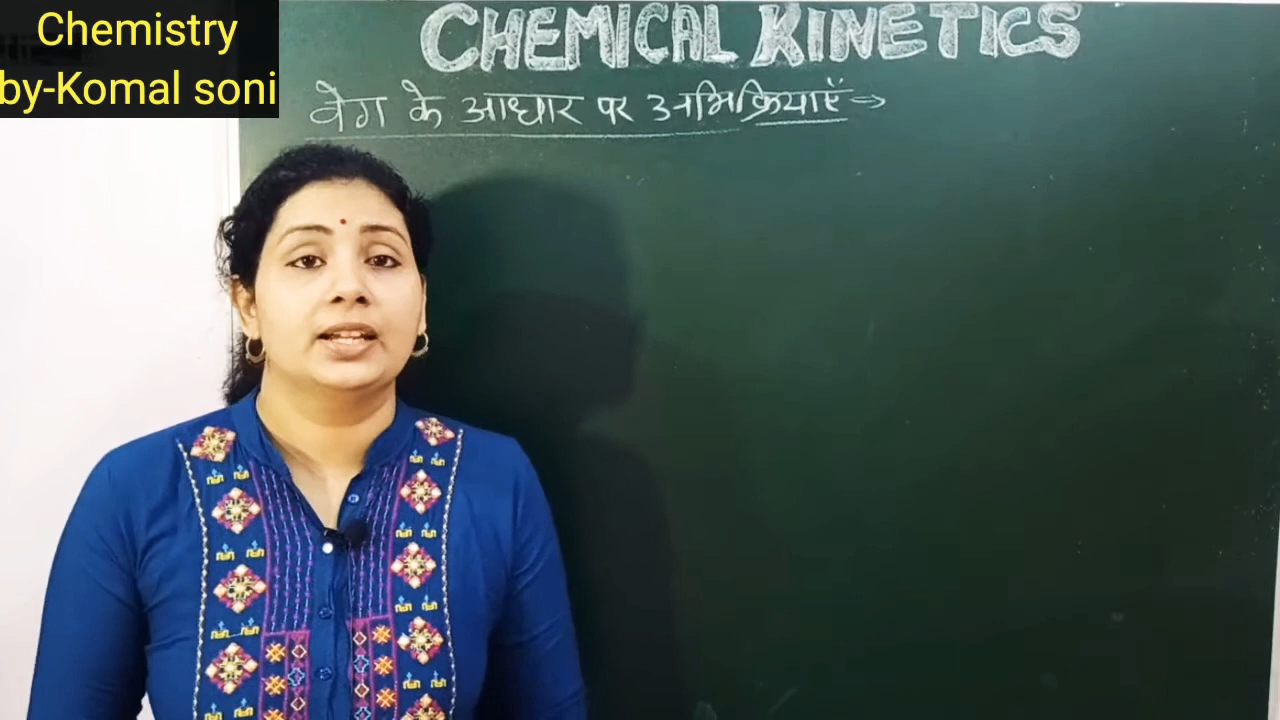 Chemistry
by-Komal soni
CHEMICAL KINETICS
वेग के आधार पर अभिक्रियाएँ →